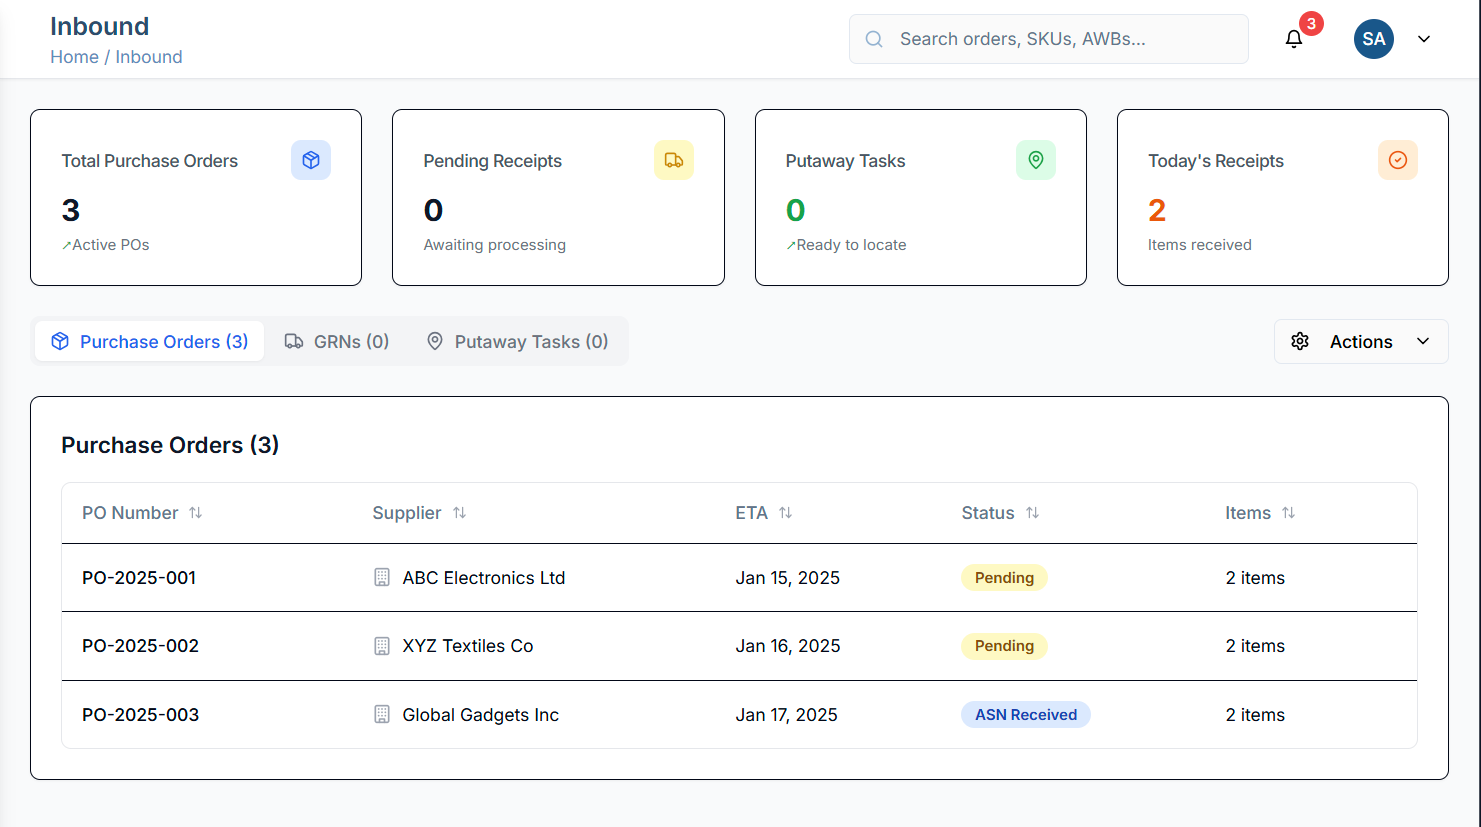 Inbound
Home / Inbound
Search orders, SKUs, AWBs...
3
SA
Total Purchase Orders
3
↗Active POs
Pending Receipts
0
Awaiting processing
Putaway Tasks
0
↗Ready to locate
Today's Receipts
2
Items received
Purchase Orders (3)
GRNs (0)
Putaway Tasks (0)
Actions
Purchase Orders (3)
PO Number Supplier ETA Status Items
PO-2025-001 ABC Electronics Ltd Jan 15, 2025 Pending 2 items
PO-2025-002 XYZ Textiles Co Jan 16, 2025 Pending 2 items
PO-2025-003 Global Gadgets Inc Jan 17, 2025 ASN Received 2 items